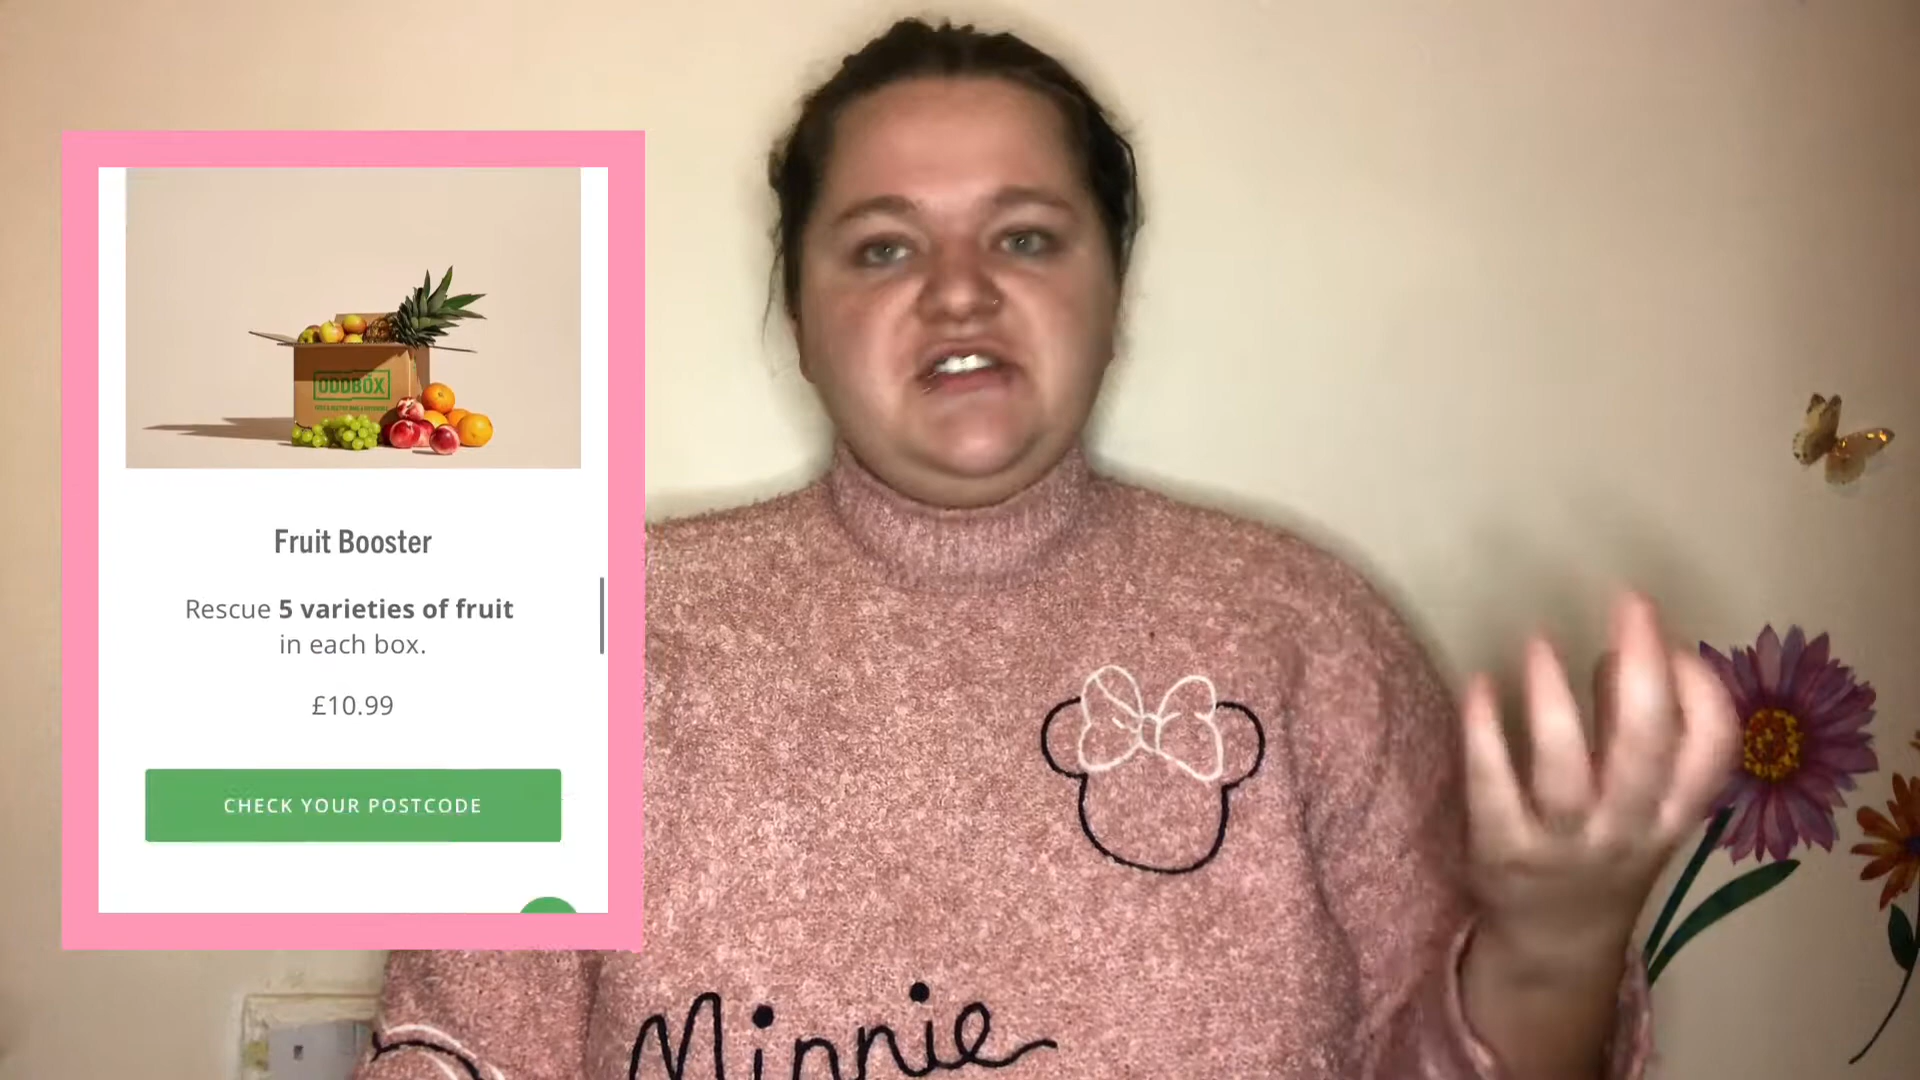 ODDBOX
Fruit Booster
Rescue 5 varieties of fruit
in each box.
£10.99
CHECK YOUR POSTCODE
Minnie